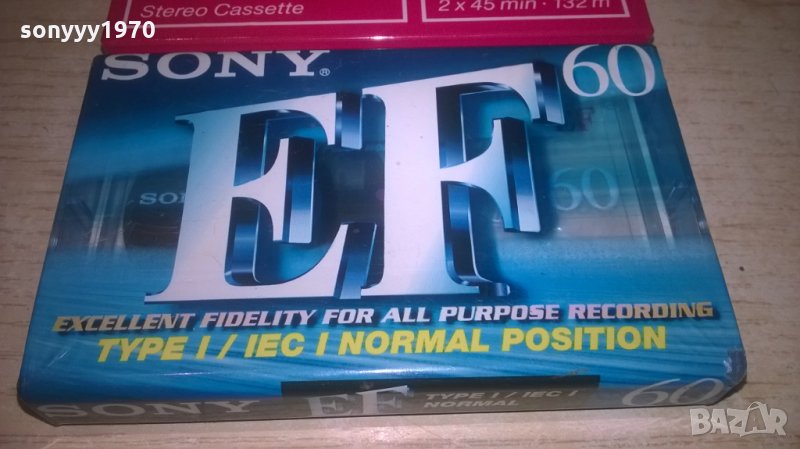 sonyyy1970
Stereo Cassette
2 x 45 min · 132 m
SONY®
EF
60
SO
60
EXCELLENT FIDELITY FOR ALL PURPOSE RECORDING
TYPE I / IEC I NORMAL POSITION
SONY EF TYPE I / IEC I
NORMAL
60
BAZAR